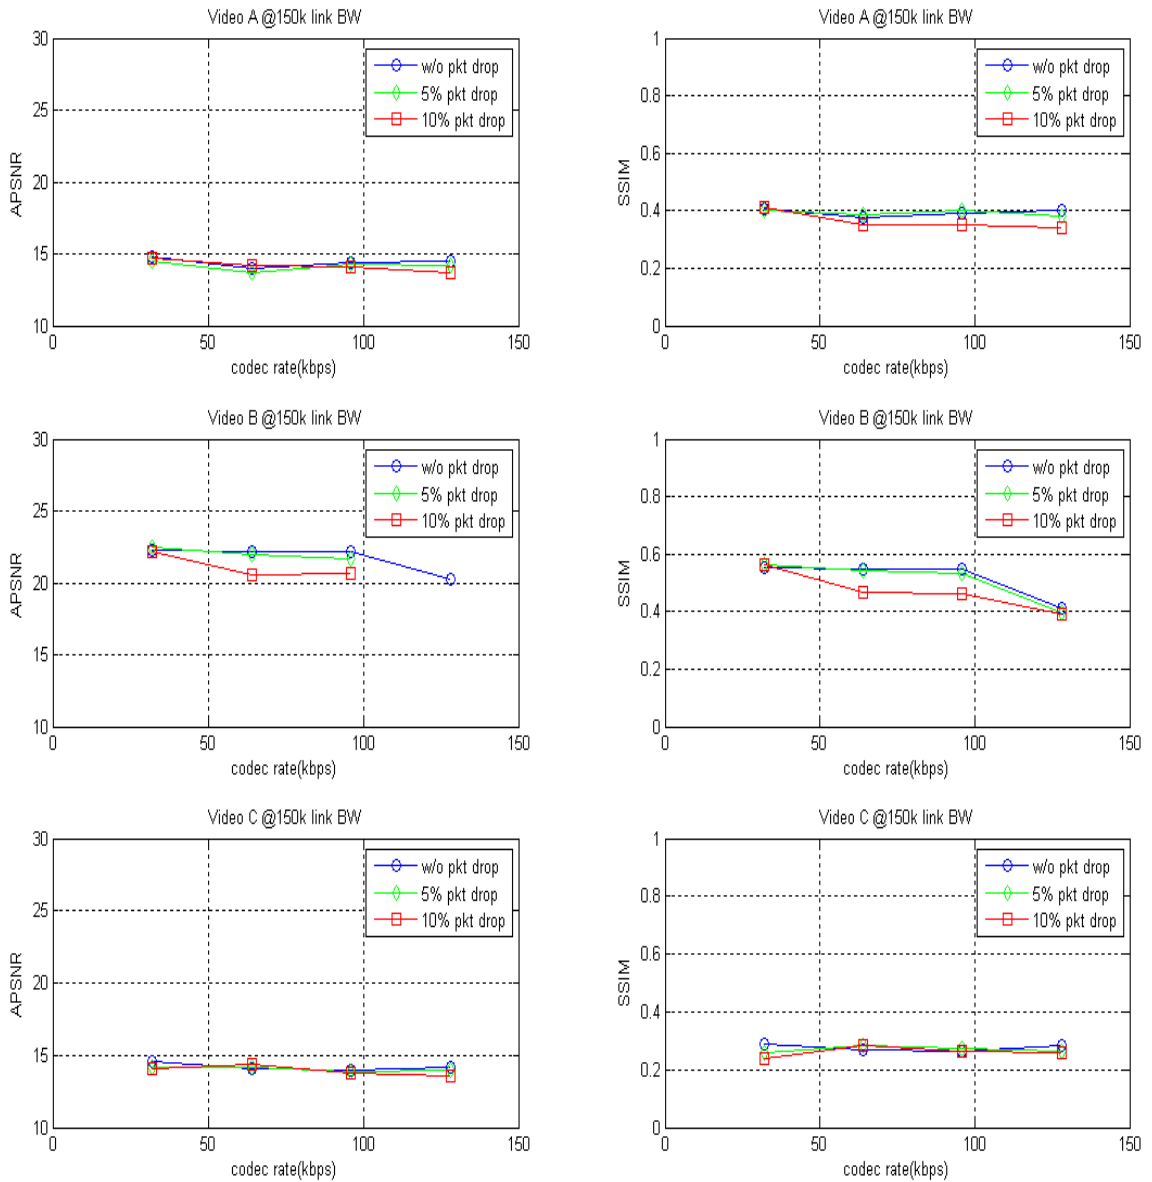 Video A @150k link BW
30
25
20
15
10
APSNR
w/o pkt drop
5% pkt drop
10% pkt drop
0
50
100
150
codec rate(kbps)
Video A @150k link BW
1
0.8
0.6
0.4
0.2
0
SSIM
w/o pkt drop
5% pkt drop
10% pkt drop
0
50
100
150
codec rate(kbps)
Video B @150k link BW
30
25
20
15
10
APSNR
w/o pkt drop
5% pkt drop
10% pkt drop
0
50
100
150
codec rate(kbps)
Video B @150k link BW
1
0.8
0.6
0.4
0.2
0
SSIM
w/o pkt drop
5% pkt drop
10% pkt drop
0
50
100
150
codec rate(kbps)
Video C @150k link BW
30
25
20
15
10
APSNR
w/o pkt drop
5% pkt drop
10% pkt drop
0
50
100
150
codec rate(kbps)
Video C @150k link BW
1
0.8
0.6
0.4
0.2
0
SSIM
w/o pkt drop
5% pkt drop
10% pkt drop
0
50
100
150
codec rate(kbps)